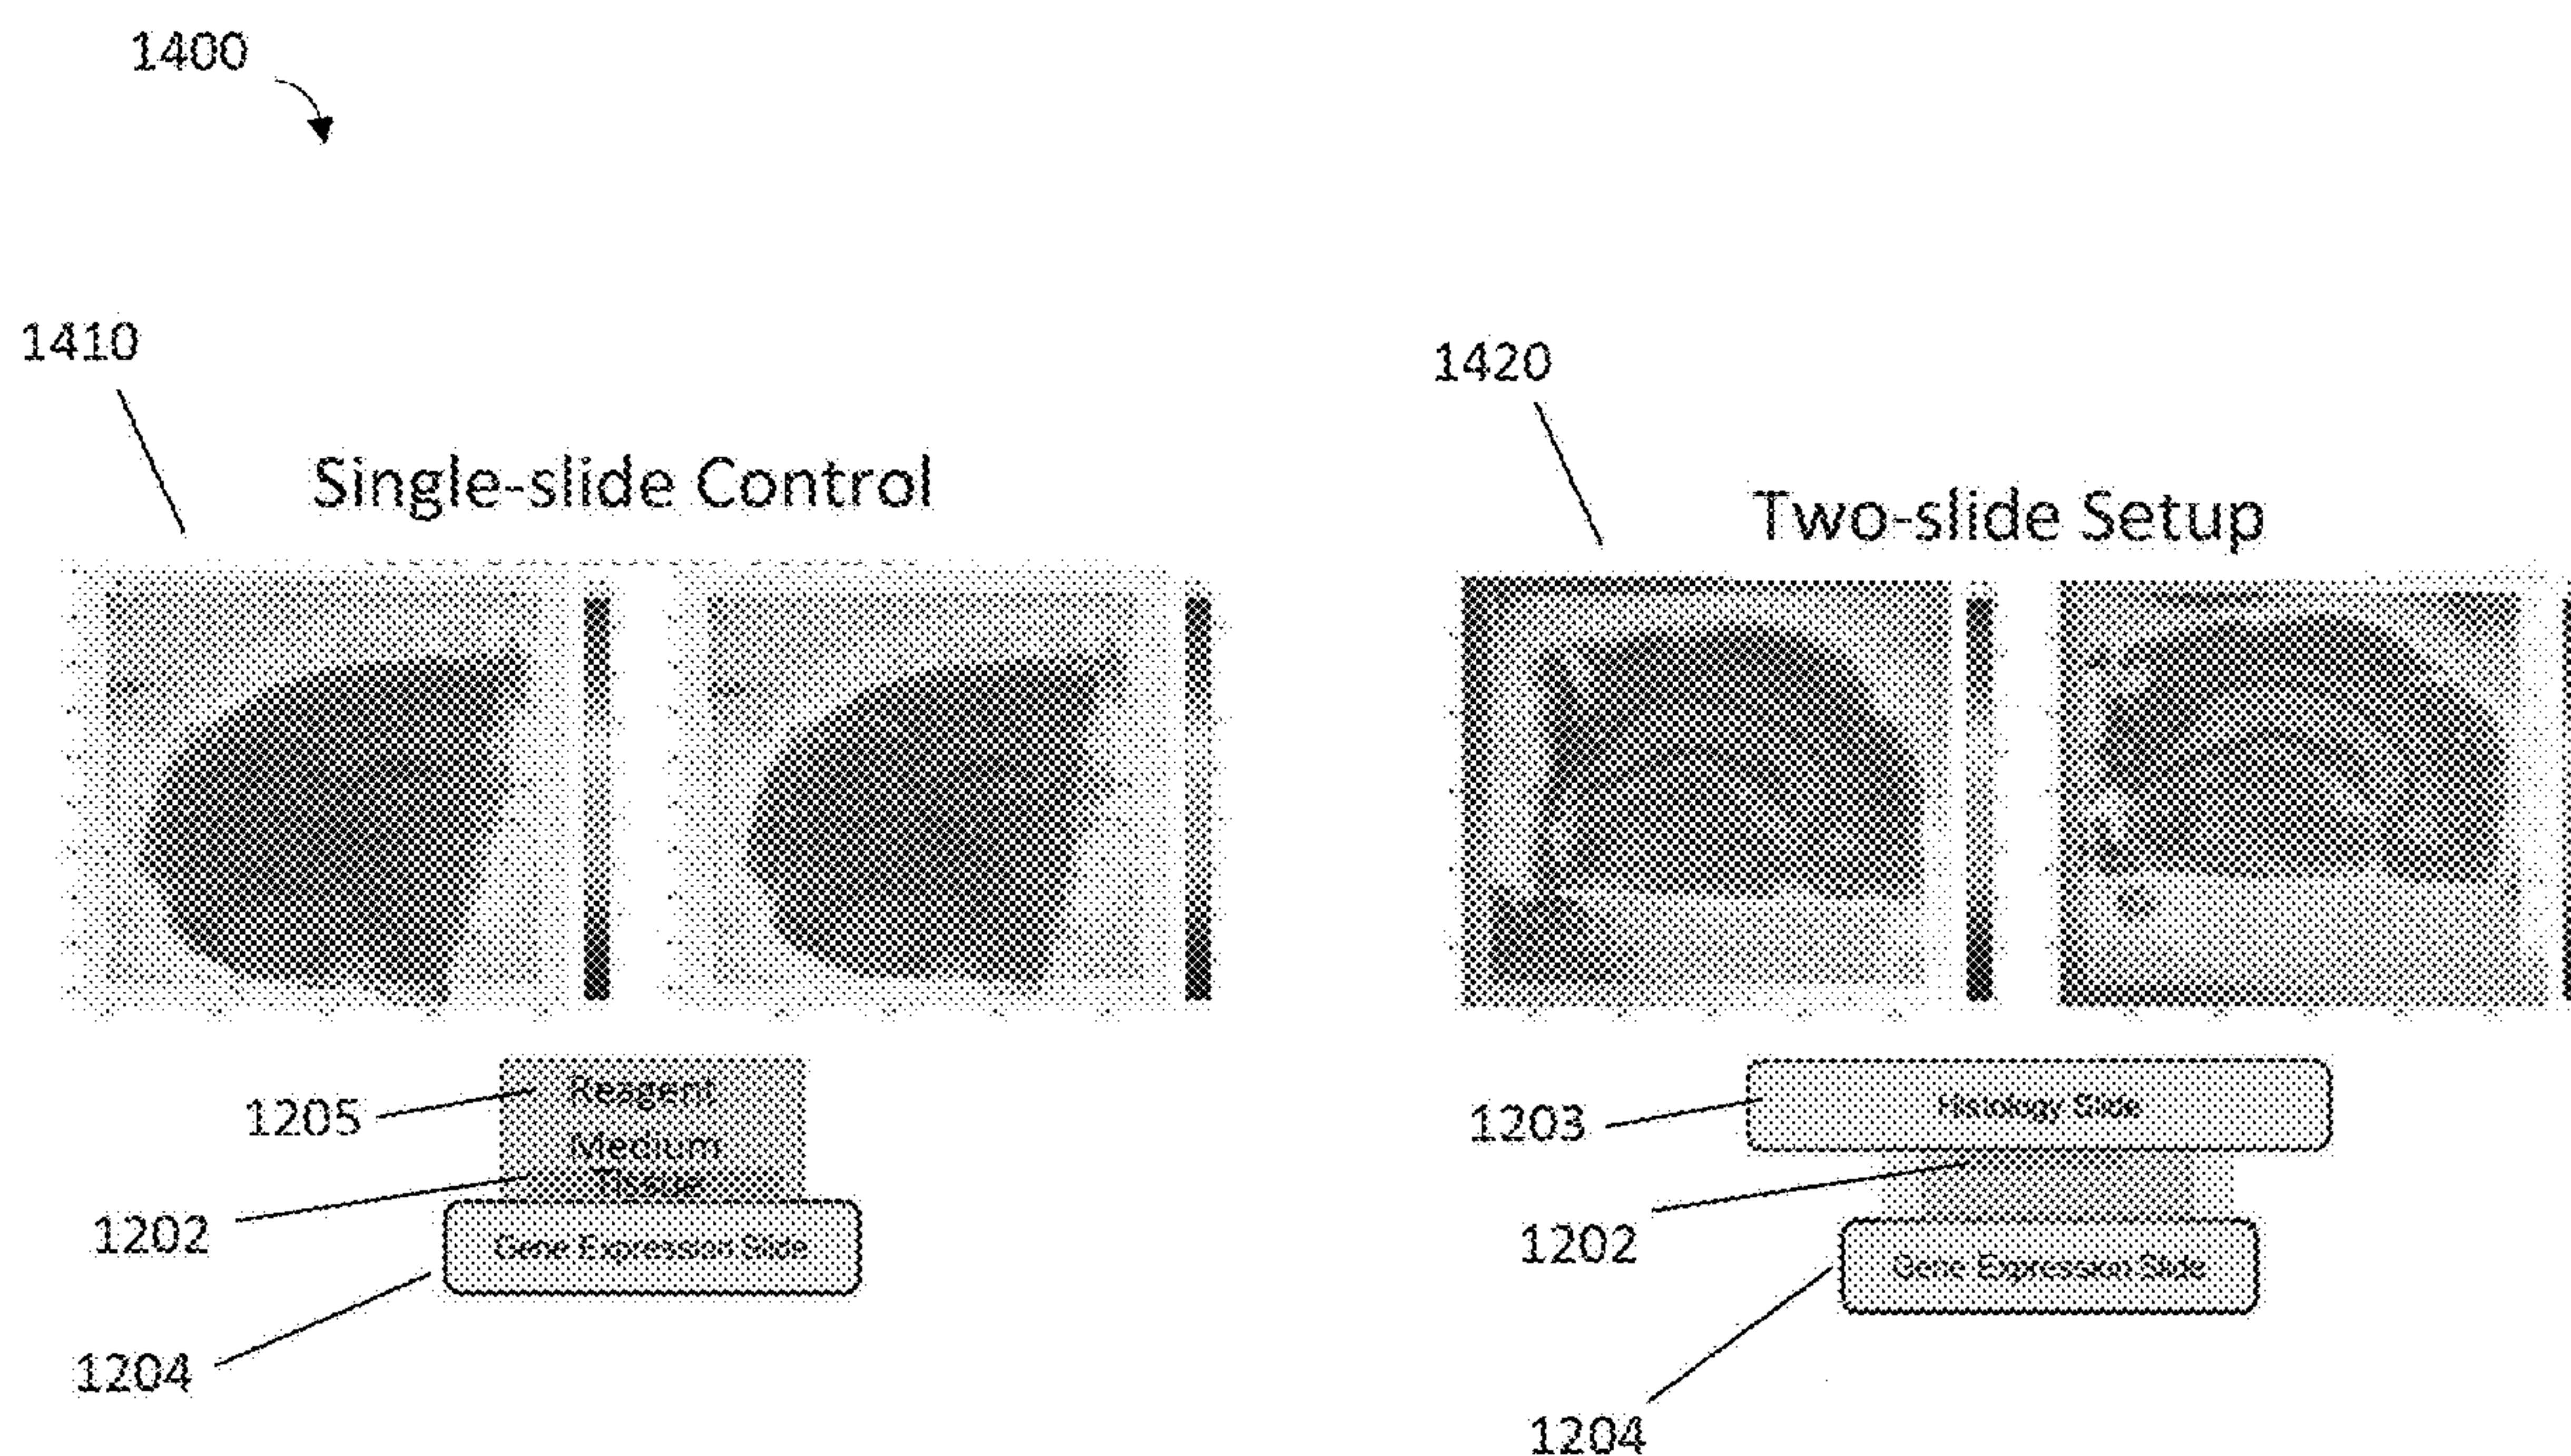 1400
1410
1420
Single-slide Control
Two-slide Setup
Reagent
Medium
Tissue
Gene Expression Slide
1205
1202
1204
Histology Slide
Gene Expression Slide
1203
1202
1204